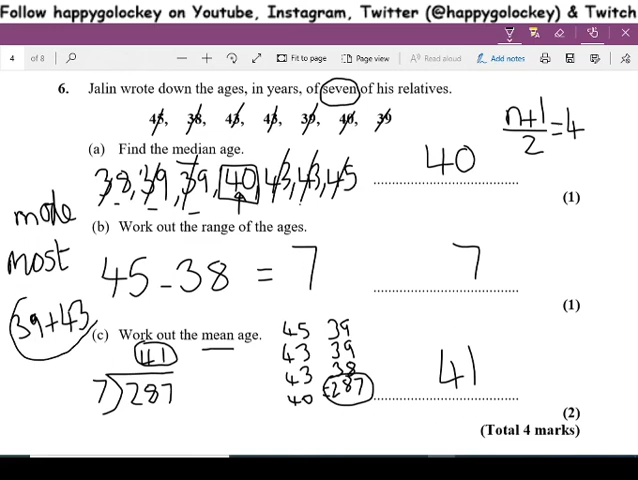 Follow happygolockey on Youtube, Instagram, Twitter (@happygolockey) & Twitch
4 of 8 Fit to page Page view Read aloud Add notes
6. Jalin wrote down the ages, in years, of seven of his relatives.
45, 38, 43, 43, 39, 40, 39
n+1/2 = 4
(a) Find the median age.
38, 39, 39, 40, 43, 43, 45
40
(1)
mode
most
39+43
(b) Work out the range of the ages.
45 - 38 = 7
7
(1)
(c) Work out the mean age.
41
7)287
45 39
43 39
43 38
40 =287
41
(2)
(Total 4 marks)